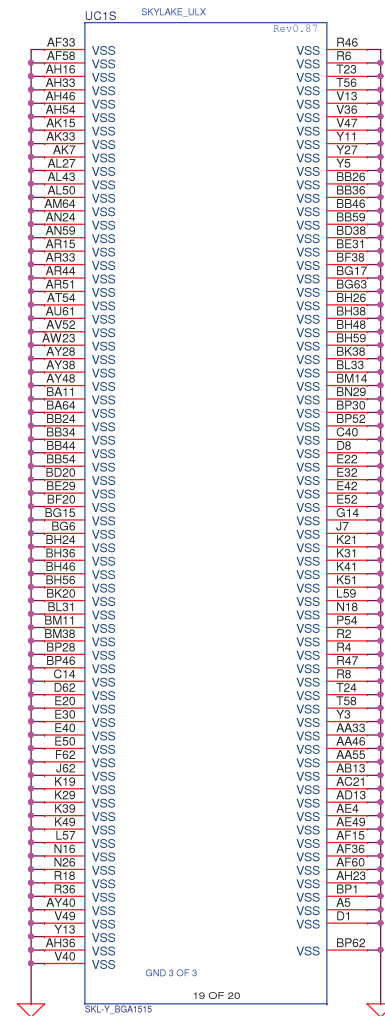 UC1S SKYLAKE_ULX
Rev0.87
AF33 VSS VSS R46
AF58 VSS VSS R6
AH16 VSS VSS T23
AH33 VSS VSS T56
AH46 VSS VSS V13
AH54 VSS VSS V36
AK15 VSS VSS V47
AK33 VSS VSS Y11
AK7 VSS VSS Y27
AL27 VSS VSS Y5
AL43 VSS VSS BB26
AL50 VSS VSS BB36
AM64 VSS VSS BB46
AN24 VSS VSS BB59
AN59 VSS VSS BD38
AR15 VSS VSS BE31
AR33 VSS VSS BF38
AR44 VSS VSS BG17
AR51 VSS VSS BG63
AT54 VSS VSS BH26
AU61 VSS VSS BH38
AV52 VSS VSS BH48
AW23 VSS VSS BH59
AY28 VSS VSS BK38
AY38 VSS VSS BL33
AY48 VSS VSS BM14
BA11 VSS VSS BN29
BA64 VSS VSS BP30
BB24 VSS VSS BP52
BB34 VSS VSS C40
BB44 VSS VSS D8
BB54 VSS VSS E22
BD20 VSS VSS E32
BE29 VSS VSS E42
BF20 VSS VSS E52
BG15 VSS VSS G14
BG6 VSS VSS J7
BH24 VSS VSS K21
BH36 VSS VSS K31
BH46 VSS VSS K41
BH56 VSS VSS K51
BK20 VSS VSS L59
BL31 VSS VSS N18
BM11 VSS VSS P54
BM38 VSS VSS R2
BP28 VSS VSS R4
BP46 VSS VSS R47
C14 VSS VSS R8
D62 VSS VSS T24
E20 VSS VSS T58
E30 VSS VSS Y3
E40 VSS VSS AA33
E50 VSS VSS AA46
F62 VSS VSS AA55
J62 VSS VSS AB13
K19 VSS VSS AC21
K29 VSS VSS AD13
K39 VSS VSS AE4
K49 VSS VSS AE49
L57 VSS VSS AF15
N16 VSS VSS AF36
N26 VSS VSS AF60
R18 VSS VSS AH23
R36 VSS VSS BP1
AY40 VSS VSS A5
V49 VSS VSS D1
Y13 VSS
AH36 VSS VSS BP62
V40 VSS
GND 3 OF 3
19 OF 20
SKL-Y_BGA1515